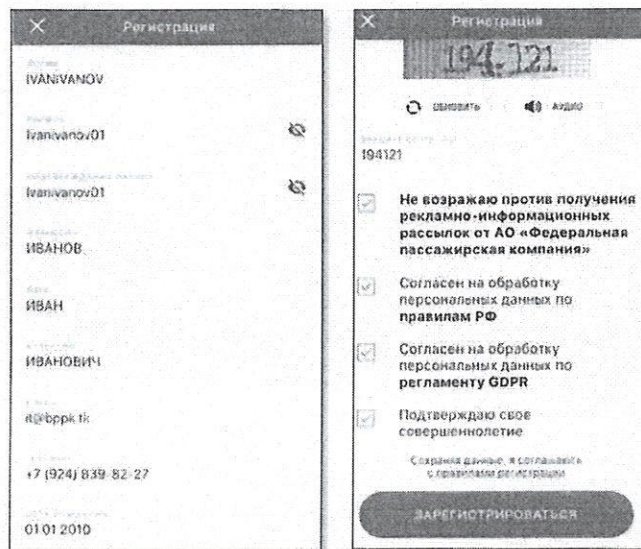 Регистрация
Логин
IVANIVANOV
Ivanivanov01
Ivanivanov01
ИВАНОВ
ИВАН
ИВАНОВИЧ
it@bppk.tk
+7 (924) 839-82-27
01.01.2010
Регистрация
194-121
ОБНОВИТЬ
АУДИО
194121
Не возражаю против получения
рекламно-информационных
рассылок от АО «Федеральная
пассажирская компания»
Согласен на обработку
персональных данных по
правилам РФ
Согласен на обработку
персональных данных по
регламенту GDPR
Подтверждаю свое
совершеннолетие
Сохраняя данные, я соглашаюсь
с правилами регистрации
ЗАРЕГИСТРИРОВАТЬСЯ